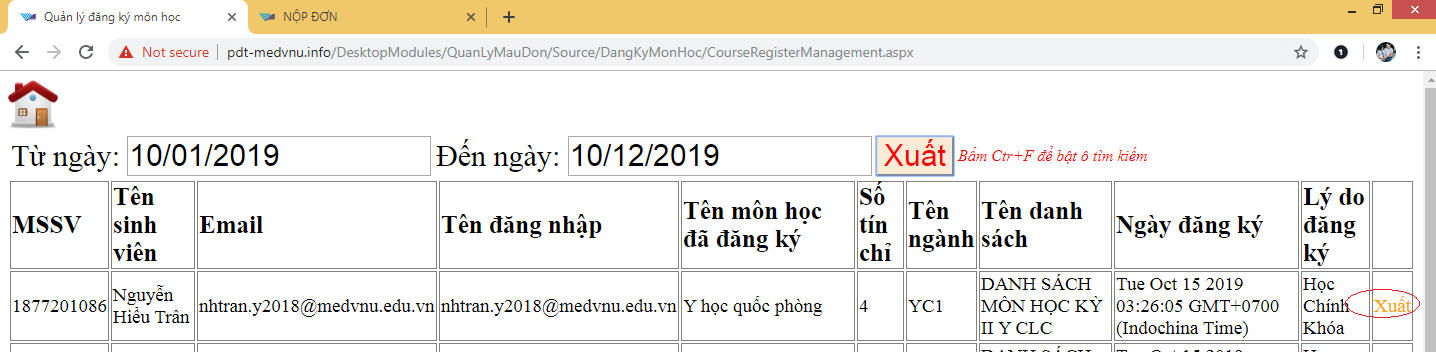 Quản lý đăng ký môn học
NỘP ĐƠN
Not secure
pdt-medvnu.info/DesktopModules/QuanLyMauDon/Source/DangKyMonHoc/CourseRegisterManagement.aspx
Từ ngày: 10/01/2019 Đến ngày: 10/12/2019 Xuất Bấm Ctr+F để bật ô tìm kiếm
MSSV
Tên
sinh
viên
Email
Tên đăng nhập
Tên môn học
đã đăng ký
Số
tín
chỉ
Tên
ngành
Tên danh
sách
Ngày đăng ký
Lý do
đăng
ký
1877201086
Nguyễn
Hiểu Trân
nhtran.y2018@medvnu.edu.vn
nhtran.y2018@medvnu.edu.vn
Y học quốc phòng
4
YC1
DANH SÁCH
MÔN HỌC KỲ
II Y CLC
Tue Oct 15 2019
03:26:05 GMT+0700
(Indochina Time)
Học
Chính
Khóa
Xuất